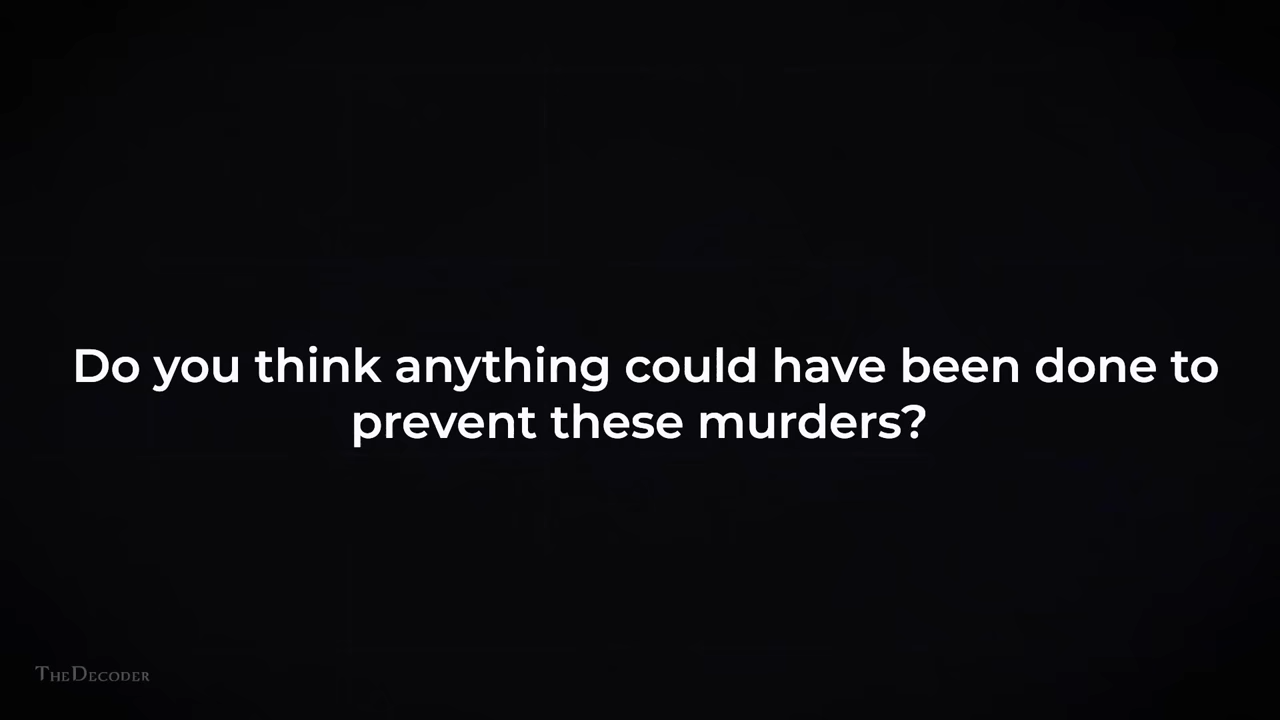 Do you think anything could have been done to
prevent these murders?
THEDECODER